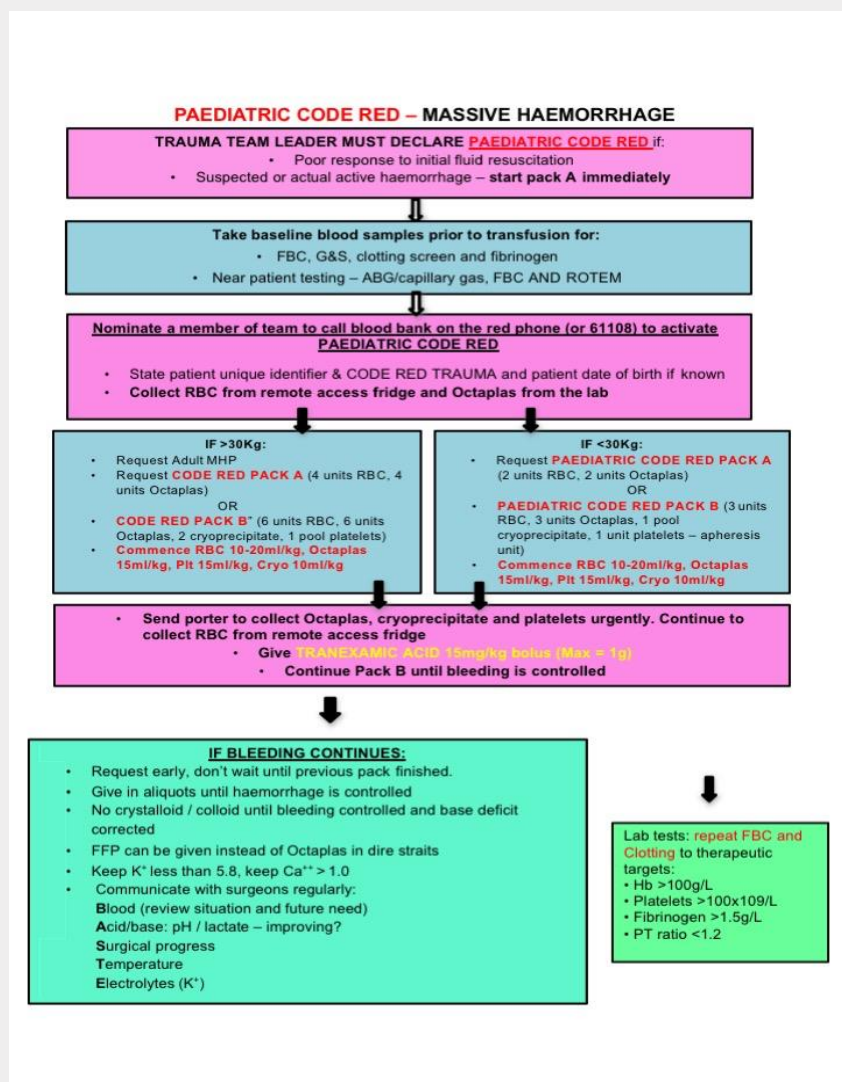 PAEDIATRIC CODE RED – MASSIVE HAEMORRHAGE
TRAUMA TEAM LEADER MUST DECLARE PAEDIATRIC CODE RED if:
• Poor response to initial fluid resuscitation
• Suspected or actual active haemorrhage – start pack A immediately
Take baseline blood samples prior to transfusion for:
• FBC, G&S, clotting screen and fibrinogen
• Near patient testing – ABG/capillary gas, FBC AND ROTEM
Nominate a member of team to call blood bank on the red phone (or 61108) to activate
PAEDIATRIC CODE RED
• State patient unique identifier & CODE RED TRAUMA and patient date of birth if known
• Collect RBC from remote access fridge and Octaplas from the lab
IF >30Kg:
• Request Adult MHP
• Request CODE RED PACK A (4 units RBC, 4
units Octaplas)
OR
• CODE RED PACK B" (6 units RBC, 6 units
Octaplas, 2 cryoprecipitate, 1 pool platelets)
• Commence RBC 10-20ml/kg, Octaplas
15ml/kg, Plt 15ml/kg, Cryo 10ml/kg
IF <30Kg:
• Request PAEDIATRIC CODE RED PACK A
(2 units RBC, 2 units Octaplas)
OR
• PAEDIATRIC CODE RED PACK B (3 units
RBC, 3 units Octaplas, 1 pool
cryoprecipitate, 1 unit platelets – apheresis
unit)
• Commence RBC 10-20ml/kg, Octaplas
15ml/kg, Plt 15ml/kg, Cryo 10ml/kg
• Send porter to collect Octaplas, cryoprecipitate and platelets urgently. Continue to
collect RBC from remote access fridge
• Give TRANEXAMIC ACID 15mg/kg bolus (Max = 1g)
• Continue Pack B until bleeding is controlled
IF BLEEDING CONTINUES:
• Request early, don't wait until previous pack finished.
• Give in aliquots until haemorrhage is controlled
• No crystalloid / colloid until bleeding controlled and base deficit
corrected
• FFP can be given instead of Octaplas in dire straits
• Keep K⁺ less than 5.8, keep Ca⁺⁺ > 1.0
• Communicate with surgeons regularly:
Blood (review situation and future need)
Acid/base: pH / lactate – improving?
Surgical progress
Temperature
Electrolytes (K⁺)
Lab tests: repeat FBC and
Clotting to therapeutic
targets:
• Hb >100g/L
• Platelets >100x109/L
• Fibrinogen >1.5g/L
• PT ratio <1.2